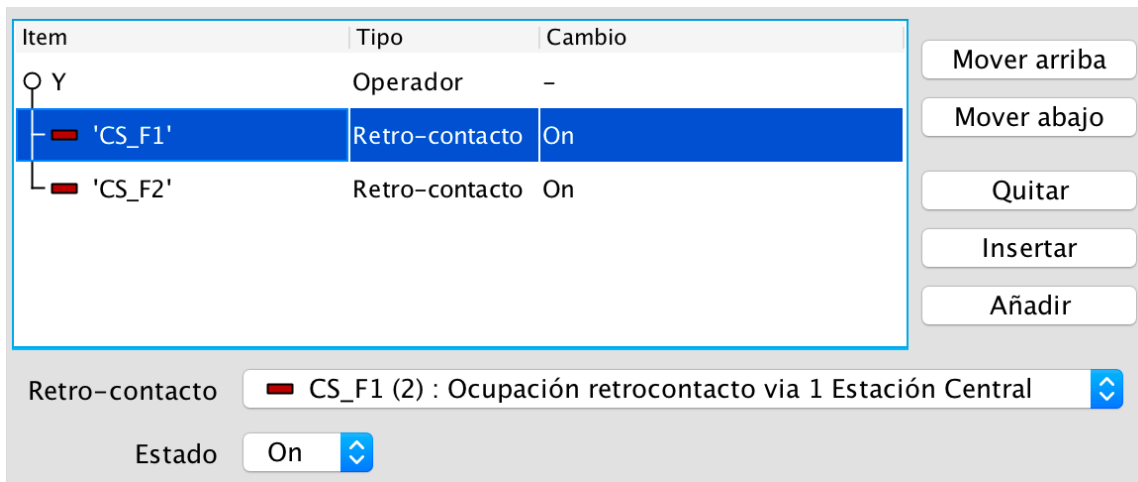 Item Tipo Cambio
Y Operador –
'CS_F1' Retro-contacto On
'CS_F2' Retro-contacto On
Mover arriba
Mover abajo
Quitar
Insertar
Añadir
Retro-contacto CS_F1 (2) : Ocupación retrocontacto via 1 Estación Central
Estado On